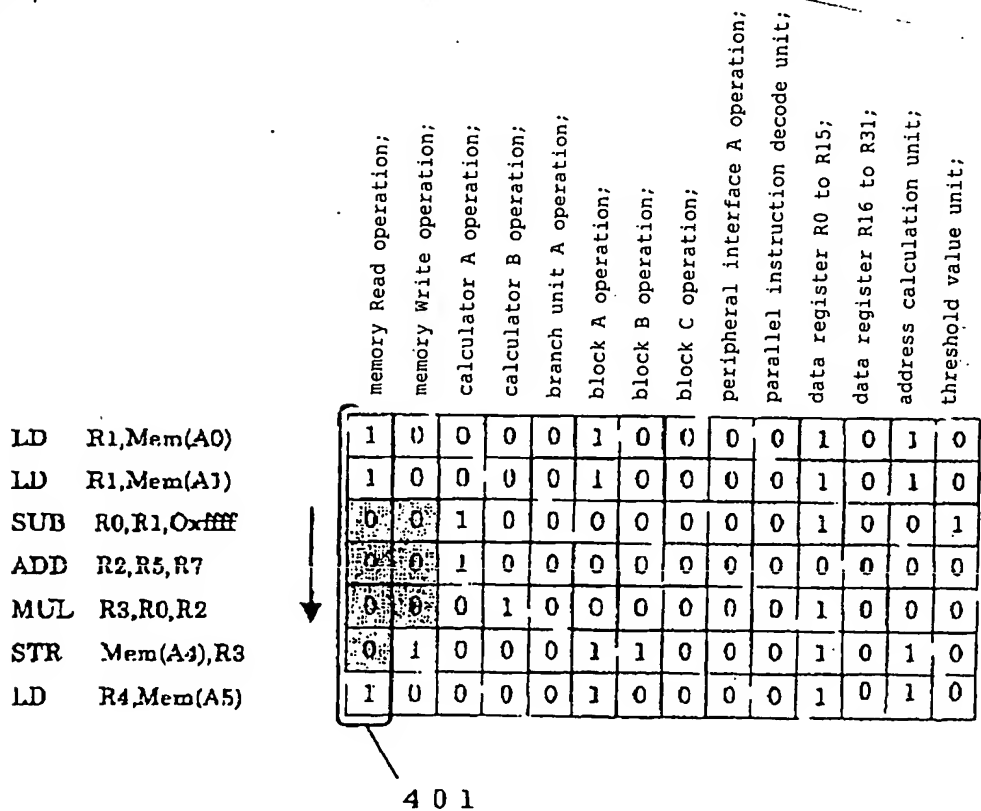 memory Read operation;
memory Write operation;
calculator A operation;
calculator B operation;
branch unit A operation;
block A operation;
block B operation;
block C operation;
peripheral interface A operation;
parallel instruction decode unit;
data register R0 to R15;
data register R16 to R31;
address calculation unit;
threshold value unit;
LD R1,Mem(A0) 1 0 0 0 0 1 0 0 0 0 1 0 1 0
LD R1,Mem(A1) 1 0 0 0 0 1 0 0 0 0 1 0 1 0
SUB R0,R1,0xffff 0 0 1 0 0 0 0 0 0 0 1 0 0 1
ADD R2,R5,R7 0 0 1 0 0 0 0 0 0 0 0 0 0 0
MUL R3,R0,R2 0 0 0 1 0 0 0 0 0 0 1 0 0 0
STR Mem(A4),R3 0 1 0 0 0 1 1 0 0 0 1 0 1 0
LD R4,Mem(A5) 1 0 0 0 0 1 0 0 0 0 1 0 1 0
401